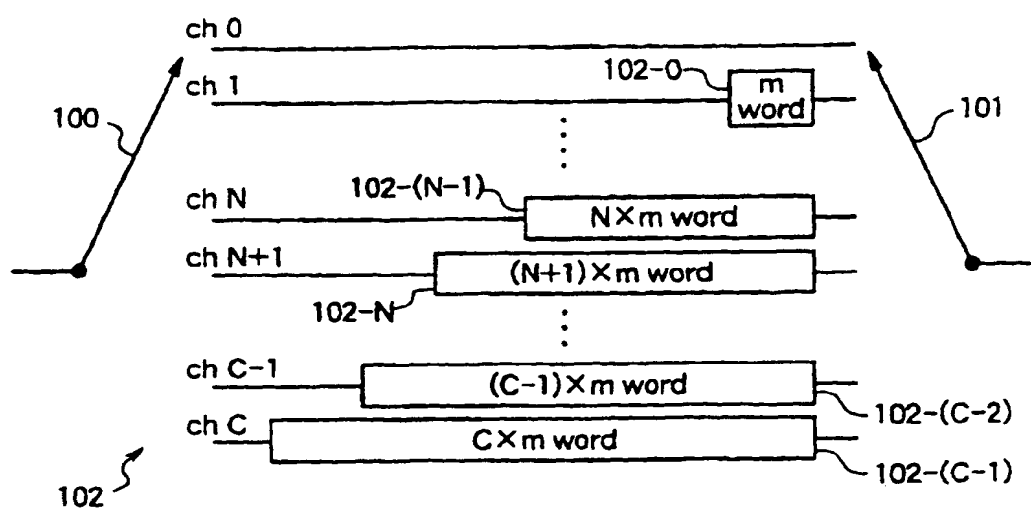 ch 0
ch 1
102-0
m
word
100
101
ch N
102-(N-1)
N×m word
ch N+1
(N+1)×m word
102-N
ch C-1
(C-1)×m word
102-(C-2)
ch C
C×m word
102-(C-1)
102